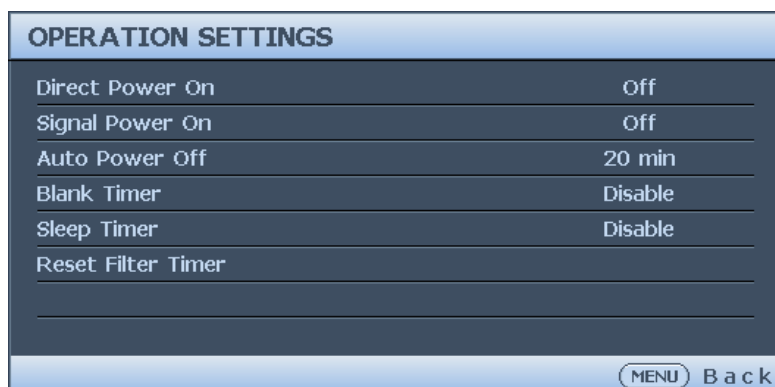 OPERATION SETTINGS
Direct Power On Off
Signal Power On Off
Auto Power Off 20 min
Blank Timer Disable
Sleep Timer Disable
Reset Filter Timer
MENU Back